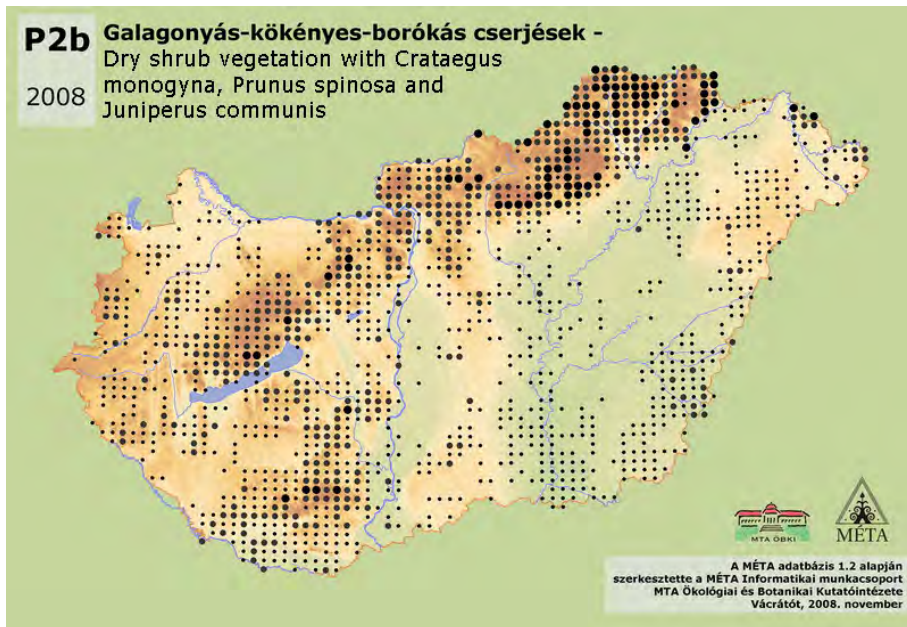 P2b
2008
Galagonyás-kökényes-borókás cserjések -
Dry shrub vegetation with Crataegus
monogyna, Prunus spinosa and
Juniperus communis
MTA ÖBKI
MÉTA
A MÉTA adatbázis 1.2 alapján
szerkesztette a MÉTA Informatikai munkacsoport
MTA Ökológiai és Botanikai Kutatóintézete
Vácrátót, 2008. november